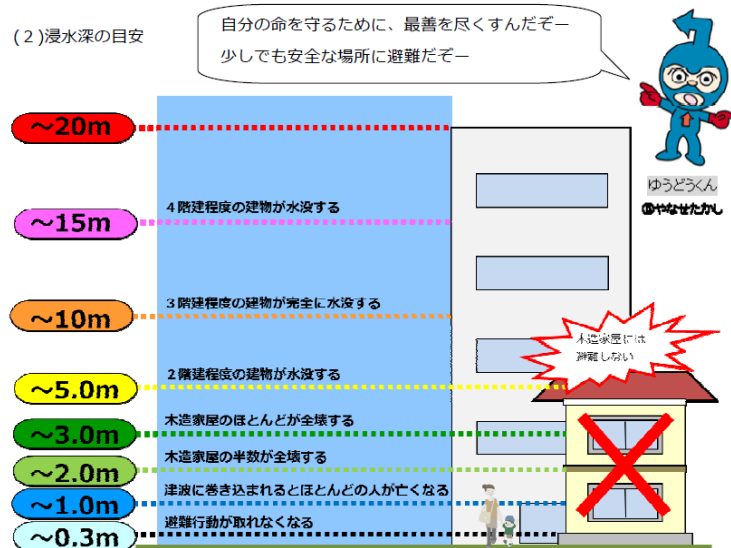 (２)浸水深の目安
自分の命を守るために、最善を尽くすんだぞー
少しでも安全な場所に避難だぞー
ゆうどうくん
©やなせたかし
～20m
4階建程度の建物が水没する
～15m
3階建程度の建物が完全に水没する
～10m
木造家屋には
避難しない
2階建程度の建物が水没する
～5.0m
木造家屋のほとんどが全壊する
～3.0m
木造家屋の半数が全壊する
～2.0m
津波に巻き込まれるとほとんどの人が亡くなる
～1.0m
避難行動が取れなくなる
～0.3m